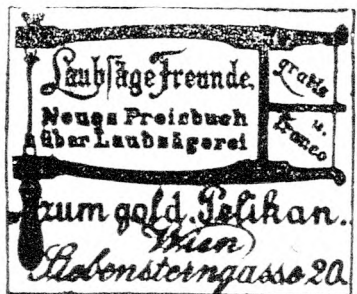 Laubsäge Freunde.
Neues Preisbuch
über Laubsägerei
gratis
u.
franco
zum gold. Pelikan.
Wien
Siebensterngasse 20.